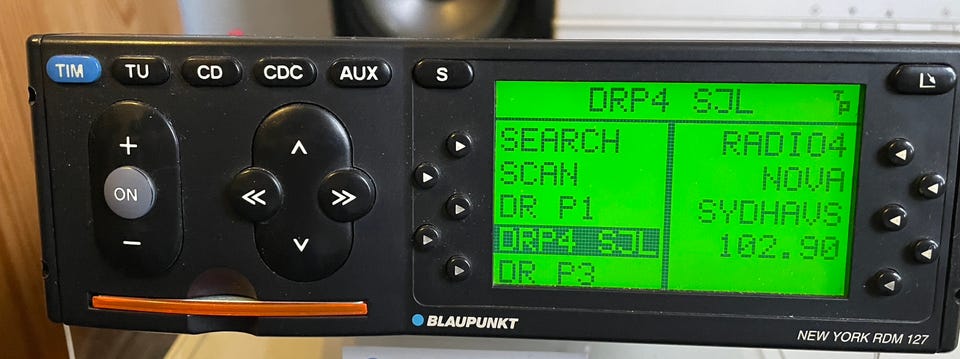 TIM TU CD CDC AUX S
+
ON
−
DRP4 SJL
SEARCH
SCAN
DR P1
DRP4 SJL
DR P3
RADIO4
NOVA
SYDHAVS
102.90
BLAUPUNKT
NEW YORK RDM 127